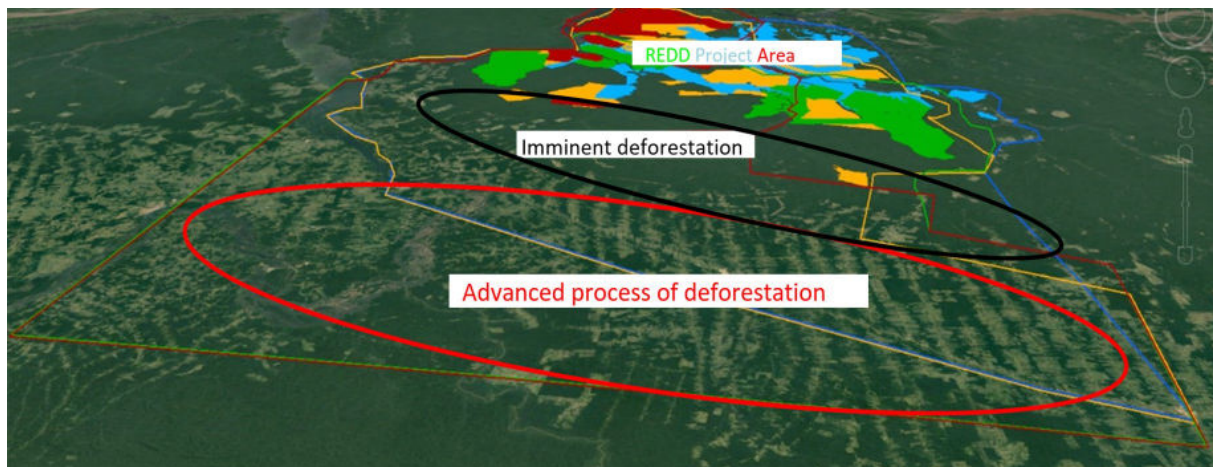 REDD Project Area
Imminent deforestation
Advanced process of deforestation